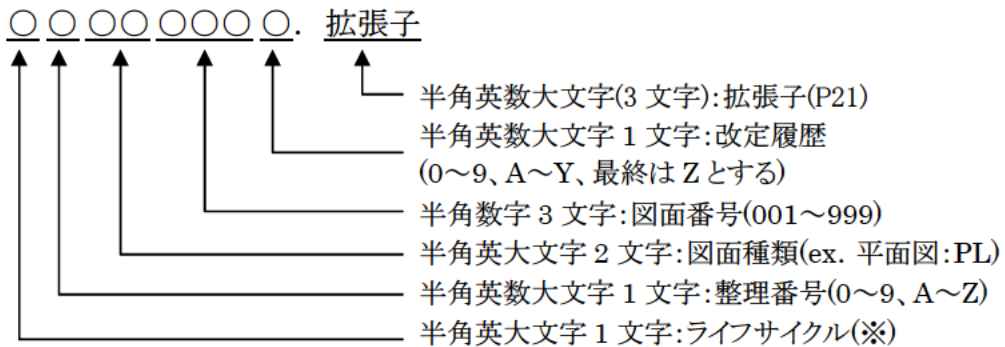 ○ ○ ○○ ○○○ ○. 拡張子
半角英数大文字(3 文字):拡張子(P21)
半角英数大文字 1 文字:改定履歴
(0～9、A～Y、最終は Z とする)
半角数字 3 文字:図面番号(001～999)
半角英大文字 2 文字:図面種類(ex. 平面図:PL)
半角英数大文字 1 文字:整理番号(0～9、A～Z)
半角英大文字 1 文字:ライフサイクル(※)